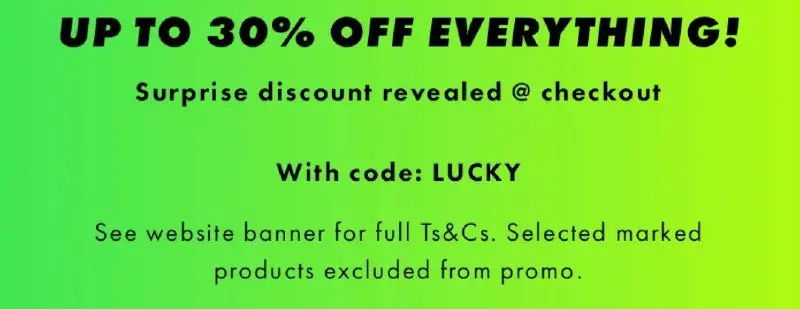 UP TO 30% OFF EVERYTHING!
Surprise discount revealed @ checkout
With code: LUCKY
See website banner for full Ts&Cs. Selected marked
products excluded from promo.